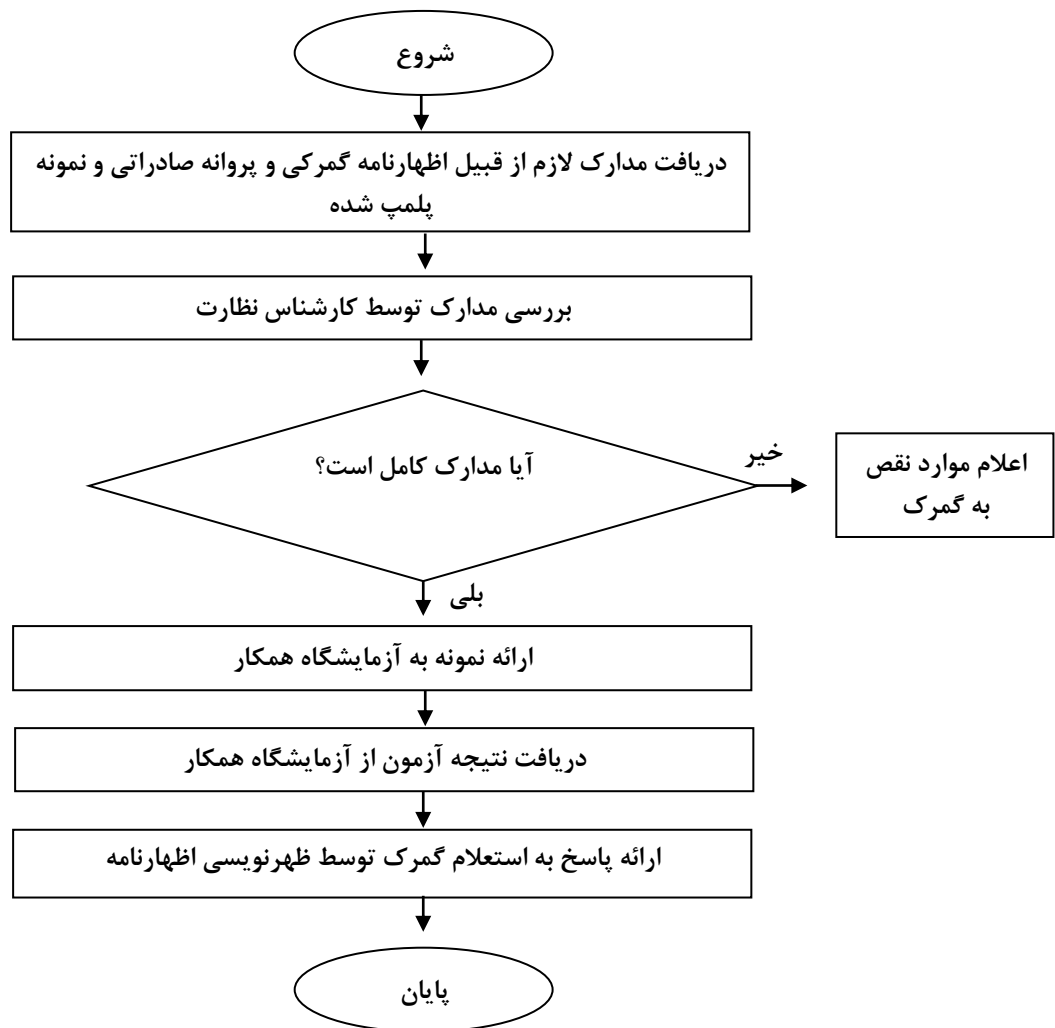 شروع
دریافت مدارک لازم از قبیل اظهارنامه گمرکی و پروانه صادراتی و نمونه
پلمپ شده
بررسی مدارک توسط کارشناس نظارت
آیا مدارک کامل است؟
خیر
اعلام موارد نقص
به گمرک
بلی
ارائه نمونه به آزمایشگاه همکار
دریافت نتیجه آزمون از آزمایشگاه همکار
ارائه پاسخ به استعلام گمرک توسط ظهرنویسی اظهارنامه
پایان